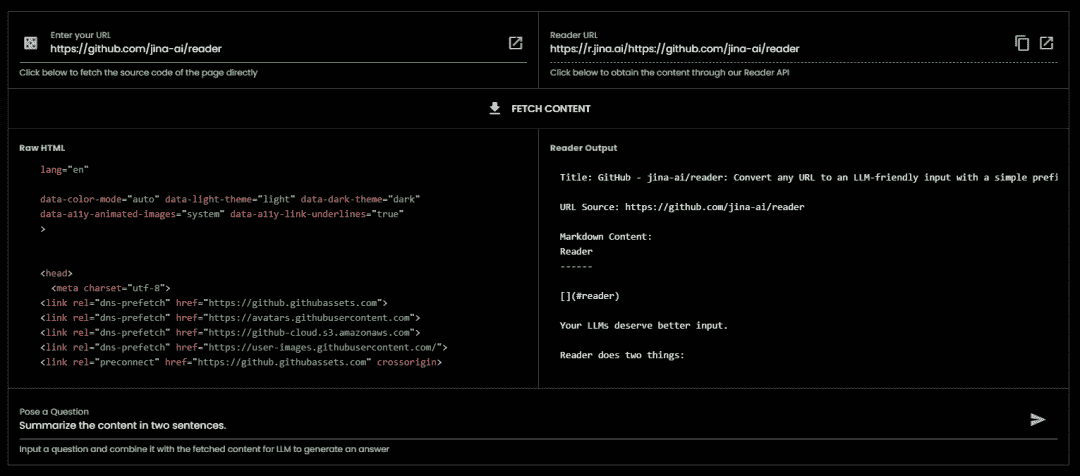 Enter your URL
https://github.com/jina-ai/reader
Click below to fetch the source code of the page directly
Reader URL
https://r.jina.ai/https://github.com/jina-ai/reader
Click below to obtain the content through our Reader API
FETCH CONTENT
Raw HTML
lang="en"
data-color-mode="auto" data-light-theme="light" data-dark-theme="dark"
data-a11y-animated-images="system" data-a11y-link-underlines="true"
>
<head>
<meta charset="utf-8">
<link rel="dns-prefetch" href="https://github.githubassets.com">
<link rel="dns-prefetch" href="https://avatars.githubusercontent.com">
<link rel="dns-prefetch" href="https://github-cloud.s3.amazonaws.com">
<link rel="dns-prefetch" href="https://user-images.githubusercontent.com/">
<link rel="preconnect" href="https://github.githubassets.com" crossorigin>
Reader Output
Title: GitHub - jina-ai/reader: Convert any URL to an LLM-friendly input with a simple prefi
URL Source: https://github.com/jina-ai/reader
Markdown Content:
Reader
------
[](#reader)
Your LLMs deserve better input.
Reader does two things:
Pose a Question
Summarize the content in two sentences.
Input a question and combine it with the fetched content for LLM to generate an answer